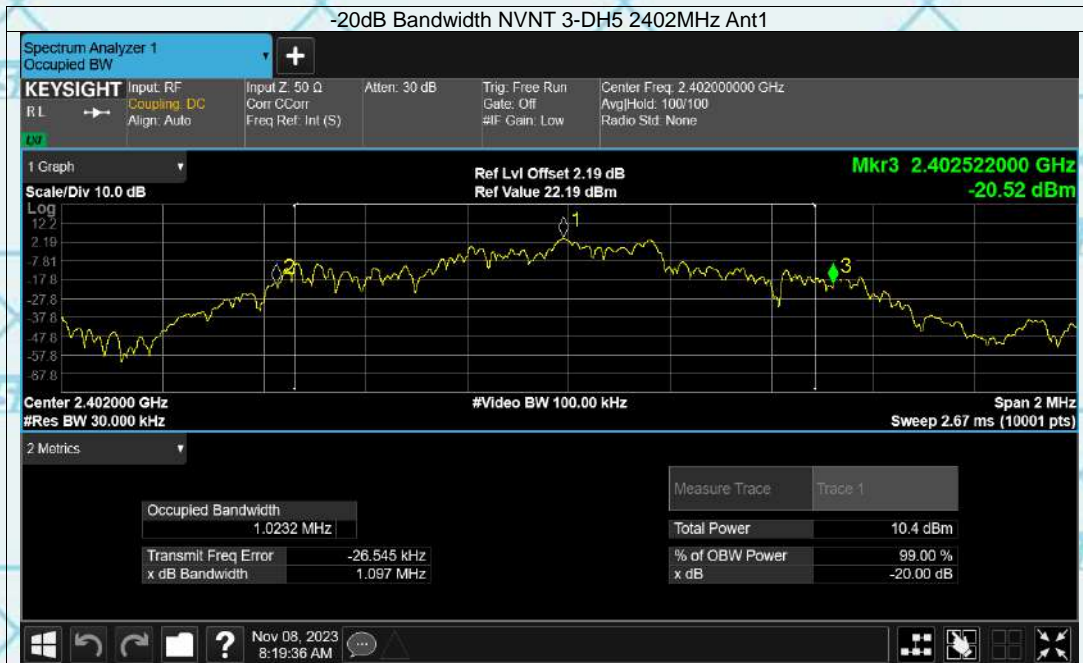 -20dB Bandwidth NVNT 3-DH5 2402MHz Ant1
Spectrum Analyzer 1
Occupied BW
KEYSIGHT
R L
LXI
Input: RF
Coupling: DC
Align: Auto
Input Z: 50 Ω
Corr CCorr
Freq Ref: Int (S)
Atten: 30 dB
Trig: Free Run
Gate: Off
#IF Gain: Low
Center Freq: 2.402000000 GHz
Avg|Hold: 100/100
Radio Std: None
1 Graph
Scale/Div 10.0 dB
Ref Lvl Offset 2.19 dB
Ref Value 22.19 dBm
Mkr3 2.402522000 GHz
-20.52 dBm
Log
12.2
2.19
-7.81
-17.8
-27.8
-37.8
-47.8
-57.8
-67.8
1
2
3
Center 2.402000 GHz
#Video BW 100.00 kHz
Span 2 MHz
#Res BW 30.000 kHz
Sweep 2.67 ms (10001 pts)
2 Metrics
Measure Trace
Trace 1
Occupied Bandwidth
1.0232 MHz
Total Power
10.4 dBm
Transmit Freq Error
-26.545 kHz
% of OBW Power
99.00 %
x dB Bandwidth
1.097 MHz
x dB
-20.00 dB
?
Nov 08, 2023
8:19:36 AM